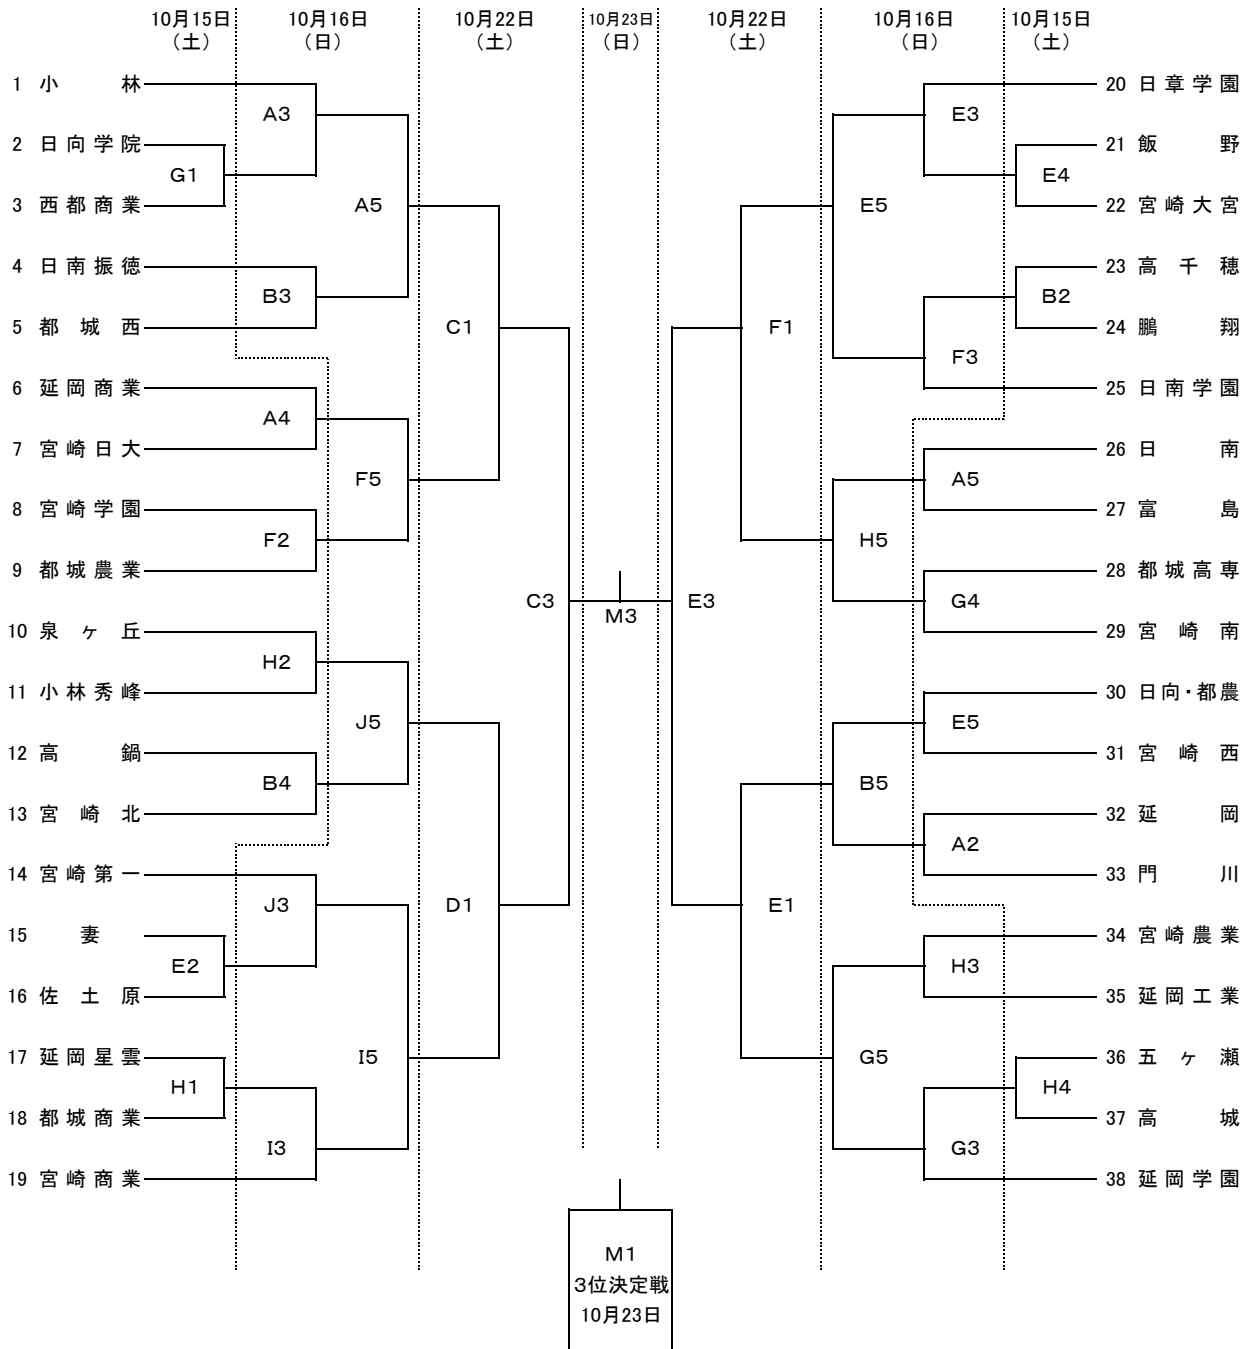 10月15日 10月16日 10月22日 10月23日 10月22日 10月16日 10月15日
(土) (日) (土) (日) (土) (日) (土)
1 小林
2 日向学院
3 西都商業
4 日南振徳
5 都城西
6 延岡商業
7 宮崎日大
8 宮崎学園
9 都城農業
10 泉ヶ丘
11 小林秀峰
12 高鍋
13 宮崎北
14 宮崎第一
15 妻
16 佐土原
17 延岡星雲
18 都城商業
19 宮崎商業
G1
E2
H1
A3
B3
A4
F2
H2
B4
J3
I3
A5
F5
J5
I5
C1
D1
C3
M3
E3
F1
E1
E5
H5
B5
G5
E3
F3
A5
G4
E5
A2
H3
G3
E4
B2
H4
20 日章学園
21 飯野
22 宮崎大宮
23 高千穂
24 鵬翔
25 日南学園
26 日南
27 富島
28 都城高専
29 宮崎南
30 日向・都農
31 宮崎西
32 延岡
33 門川
34 宮崎農業
35 延岡工業
36 五ヶ瀬
37 高城
38 延岡学園
M1
3位決定戦
10月23日